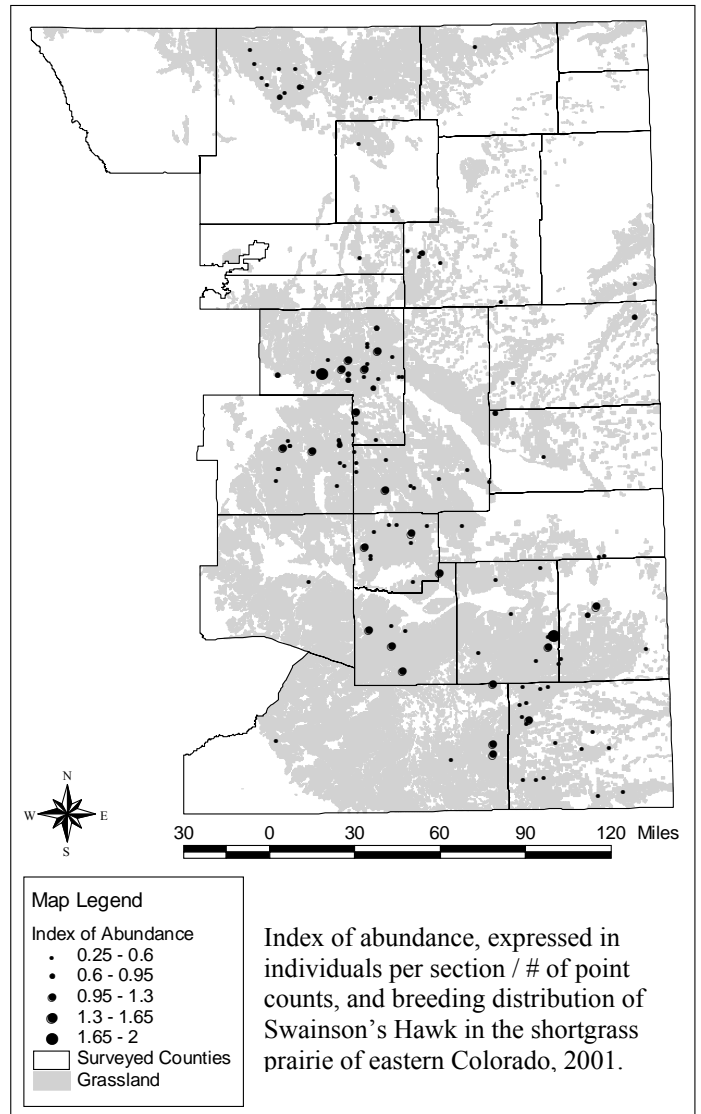 N
W E
S
30 0 30 60 90 120 Miles
Map Legend
Index of Abundance
0.25 - 0.6
0.6 - 0.95
0.95 - 1.3
1.3 - 1.65
1.65 - 2
Surveyed Counties
Grassland
Index of abundance, expressed in
individuals per section / # of point
counts, and breeding distribution of
Swainson's Hawk in the shortgrass
prairie of eastern Colorado, 2001.